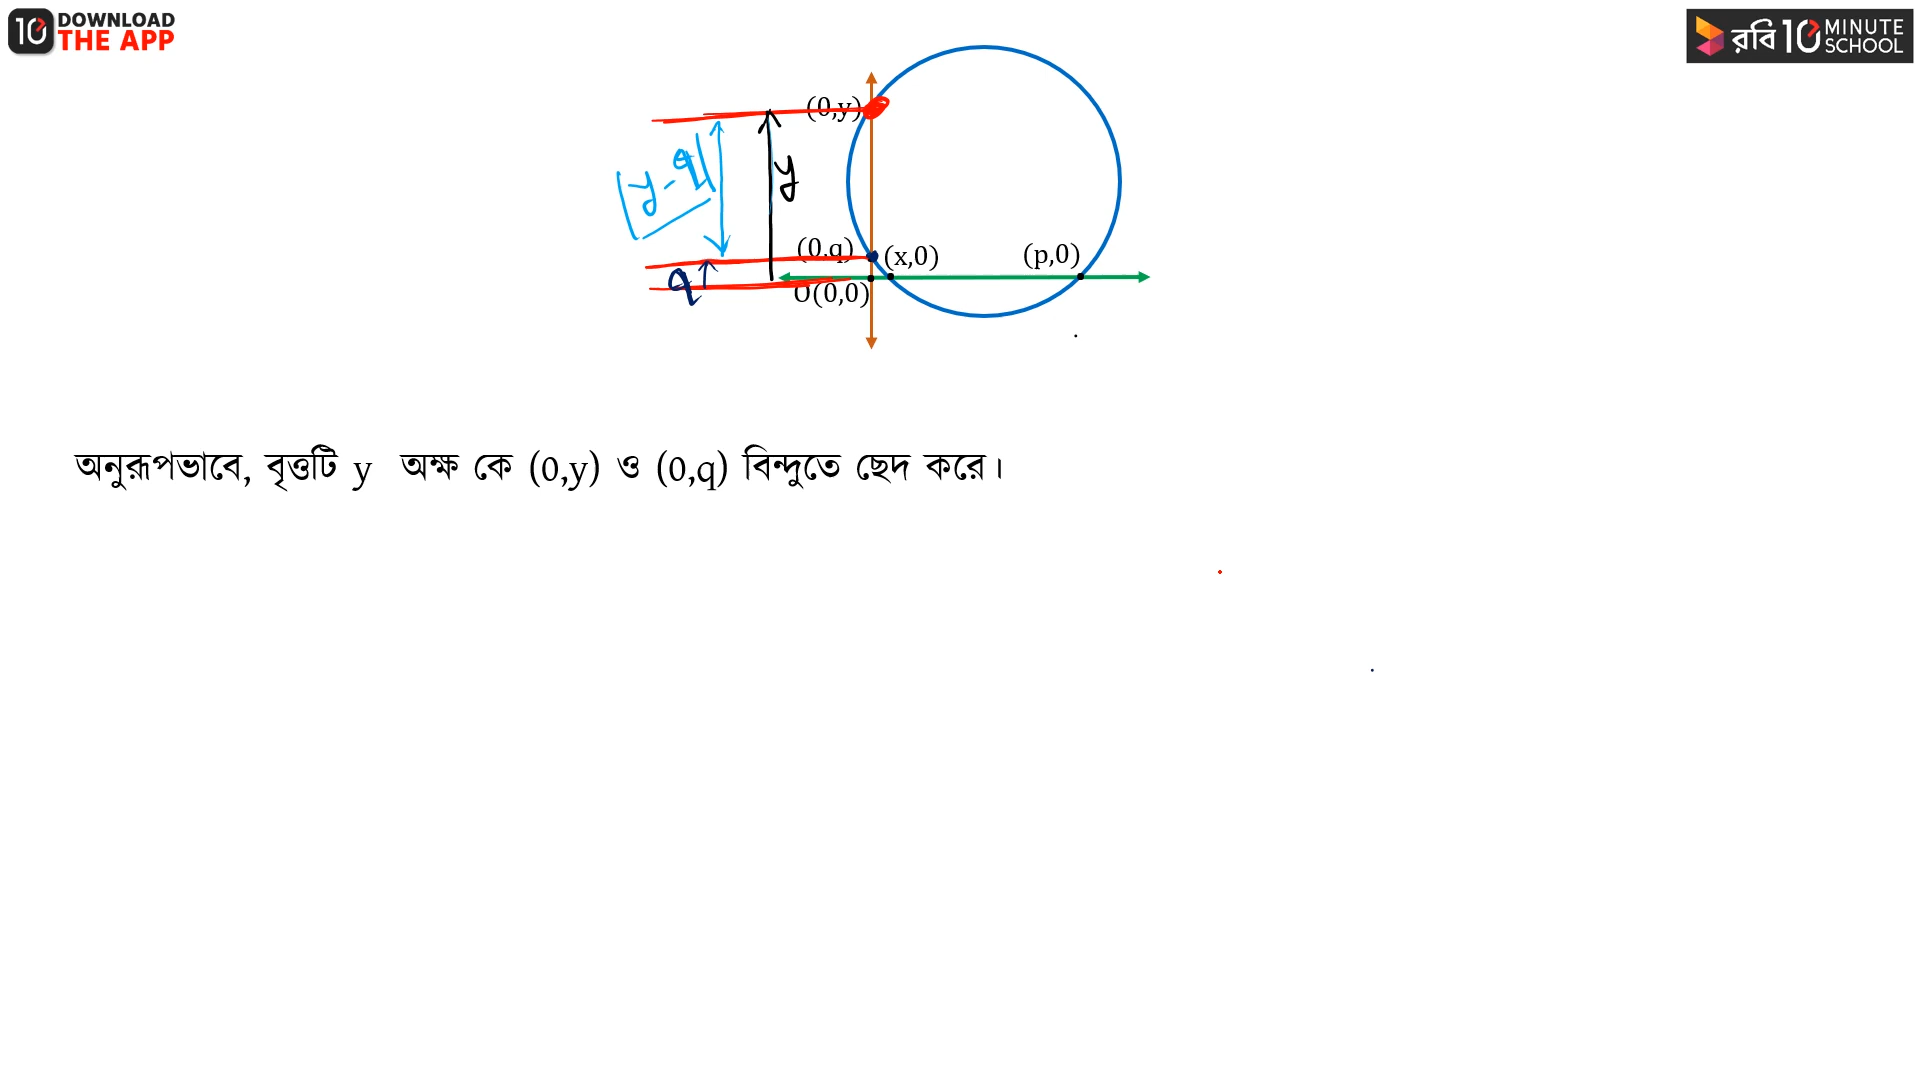 DOWNLOAD
THE APP
রবি 10 MINUTE
SCHOOL
(0,y)
|y-q|
y
(0,q)
(x,0)
(p,0)
q
O(0,0)
অনুরূপভাবে, বৃত্তটি y অক্ষ কে (0,y) ও (0,q) বিন্দুতে ছেদ করে।